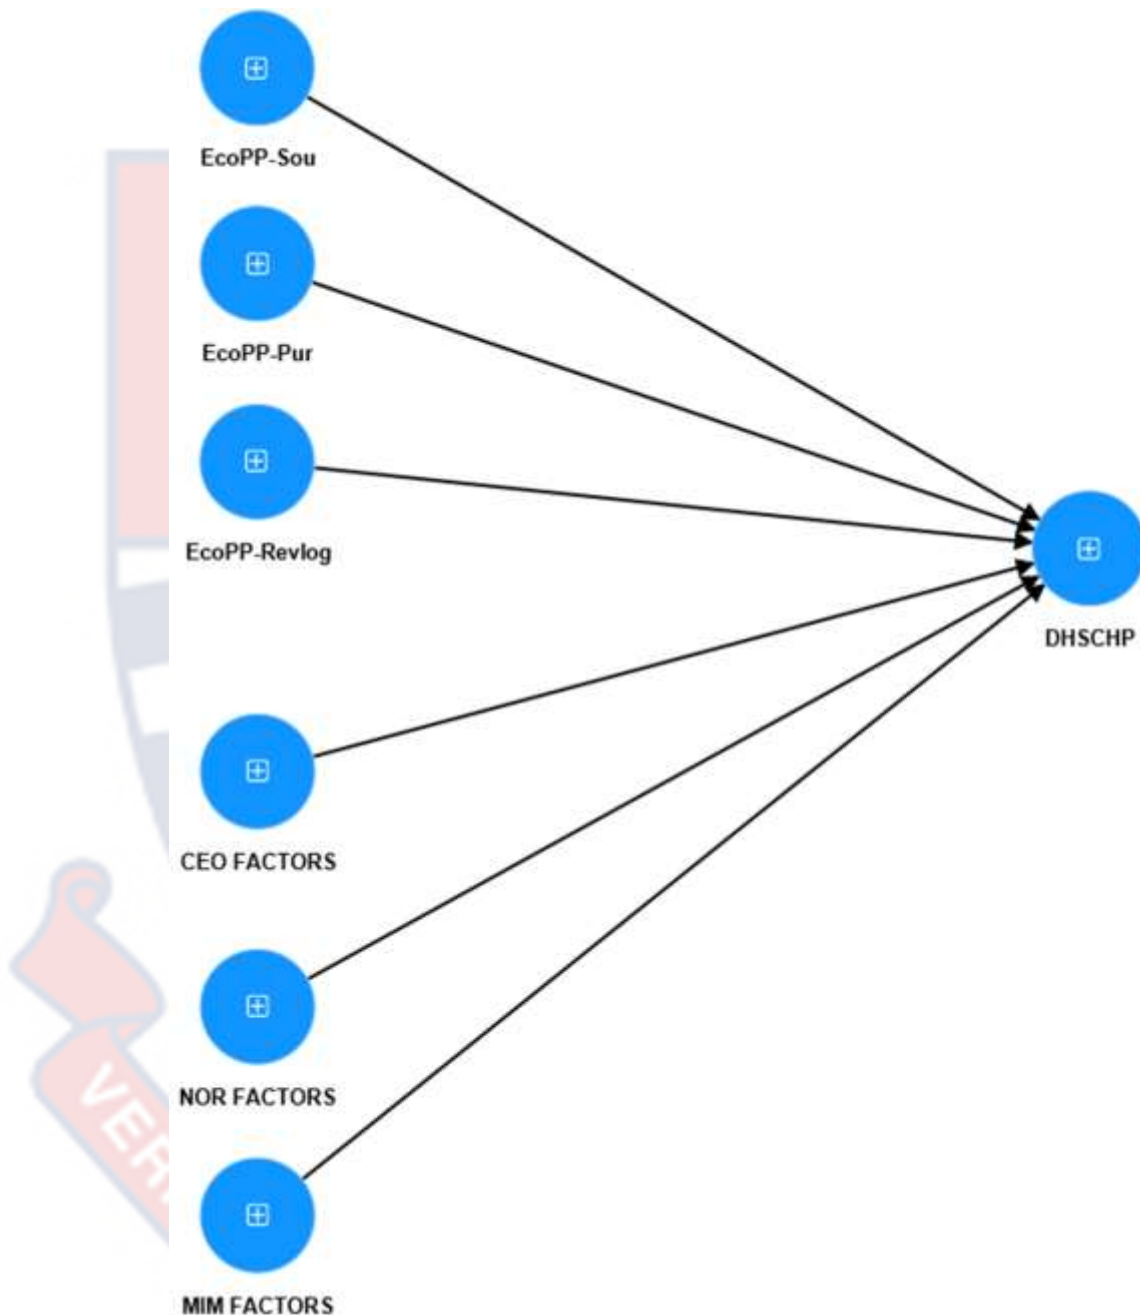 EcoPP-Sou
EcoPP-Pur
EcoPP-Revlog
DHSCHP
CEO FACTORS
NOR FACTORS
MIM FACTORS